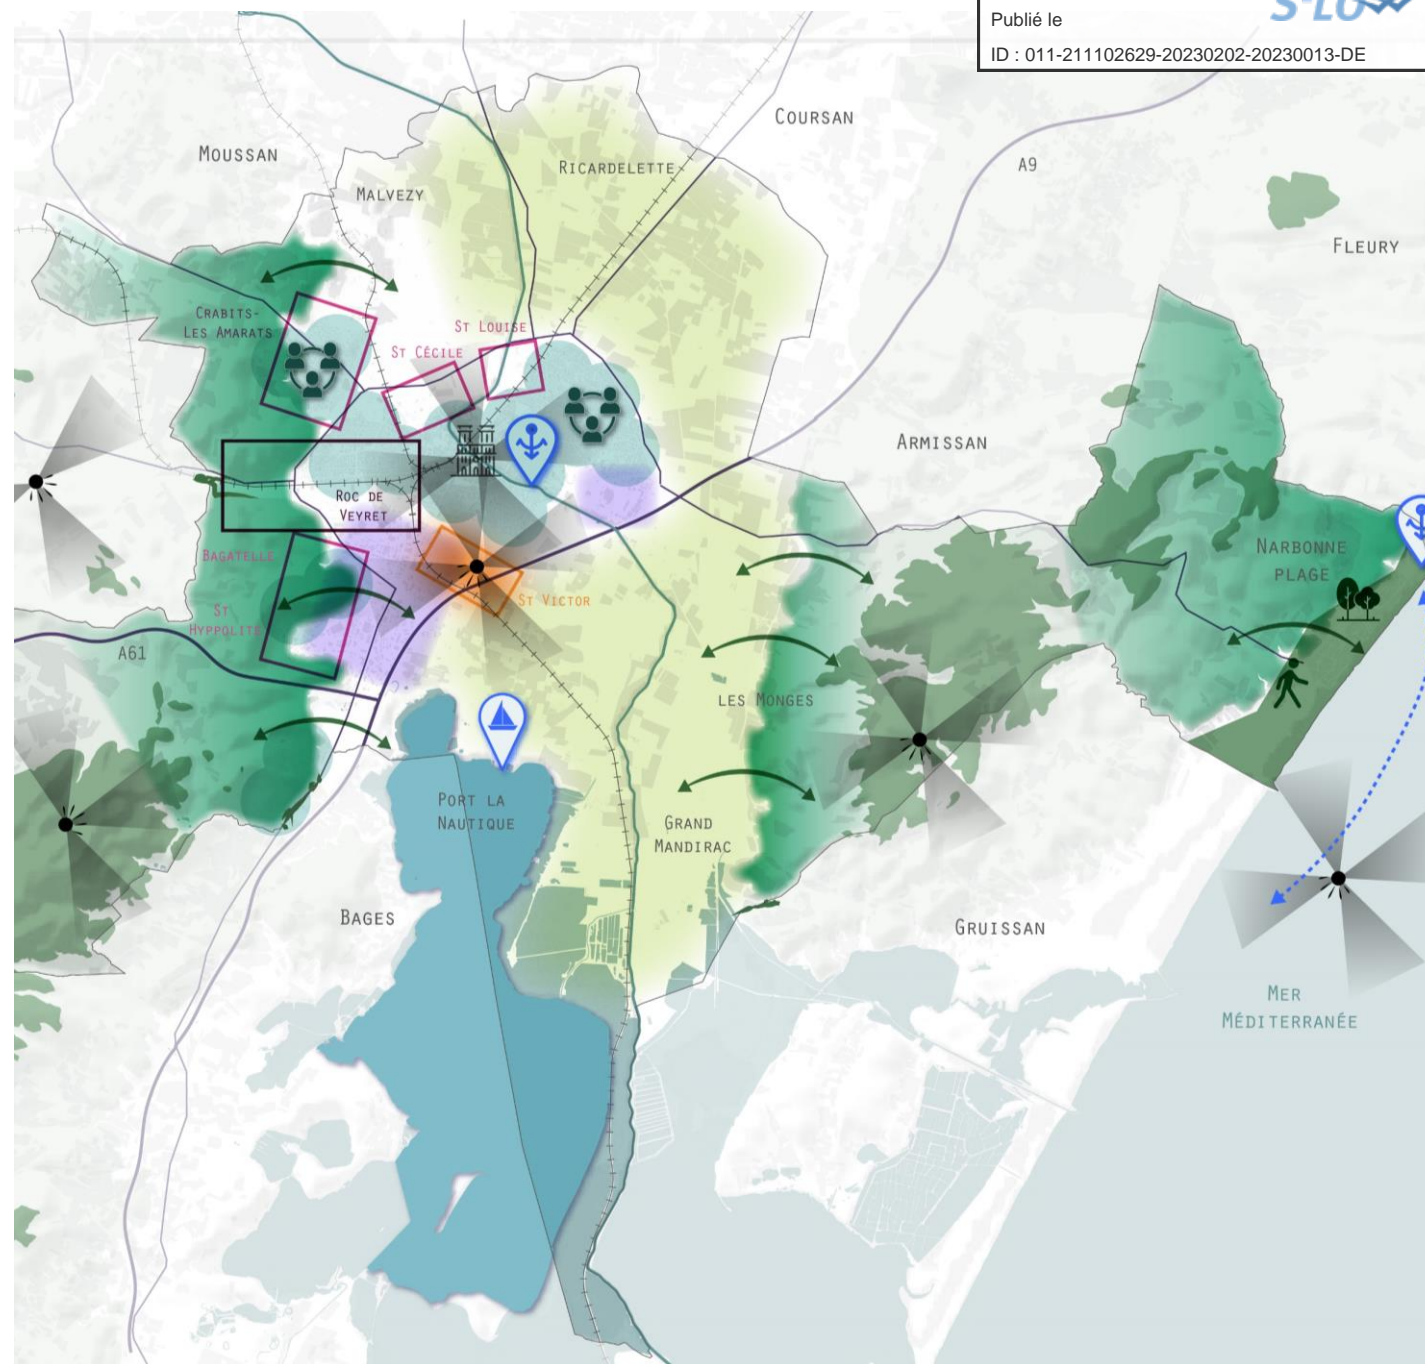 S²LO
Publié le
ID : 011-211102629-20230202-20230013-DE
COURSAN
MOUSSAN
RICARDELETTE
A9
MALVEZY
FLEURY
CRABITS-
LES AMARATS
ST LOUISE
ST CÉCILE
ARMISSAN
ROC DE
VEYRET
BAGATELLE
NARBONNE
PLAGE
ST VICTOR
ST
HYPPOLITE
A61
LES MONGES
PORT LA
NAUTIQUE
GRAND
MANDIRAC
BAGES
GRUISSAN
MER
MÉDITERRANÉE